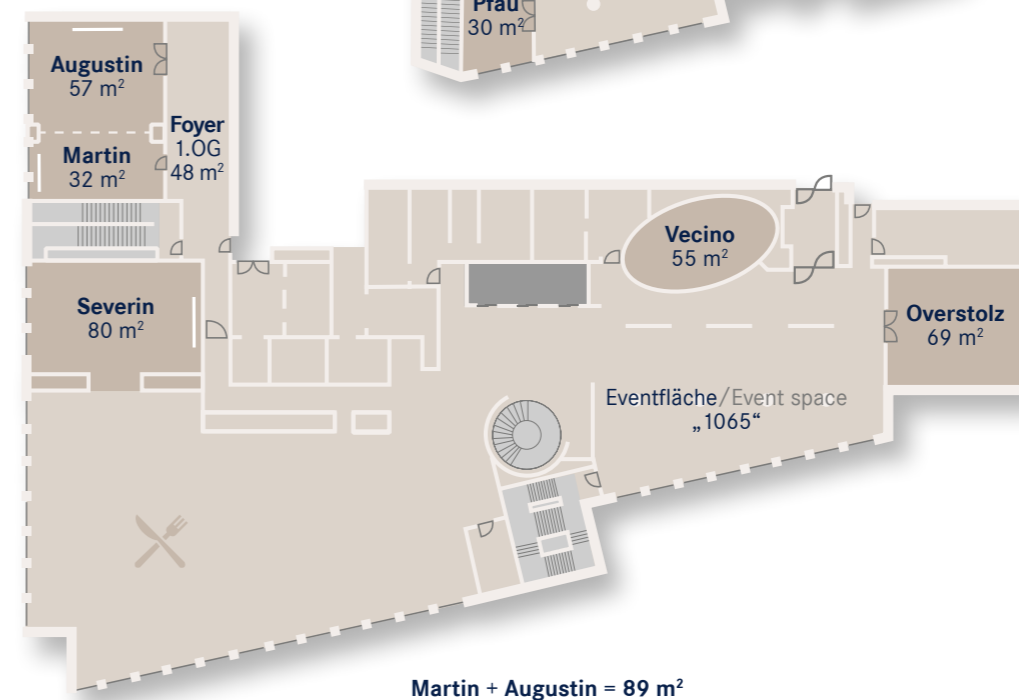 Pfau
30 m²
Augustin
57 m²
Foyer
1.OG
48 m²
Martin
32 m²
Vecino
55 m²
Severin
80 m²
Overstolz
69 m²
Eventfläche/Event space
„1065“
Martin + Augustin = 89 m²